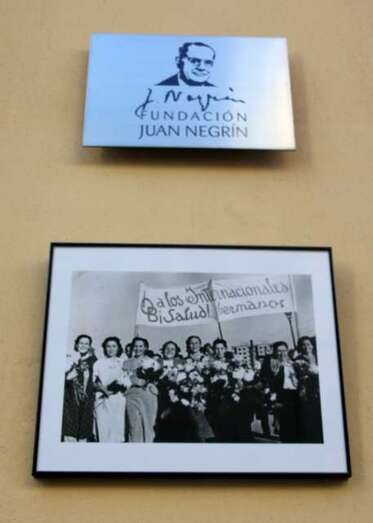 J. Negrín
FUNDACIÓN
JUAN NEGRÍN
a los Internacionales
Salud! hermanos